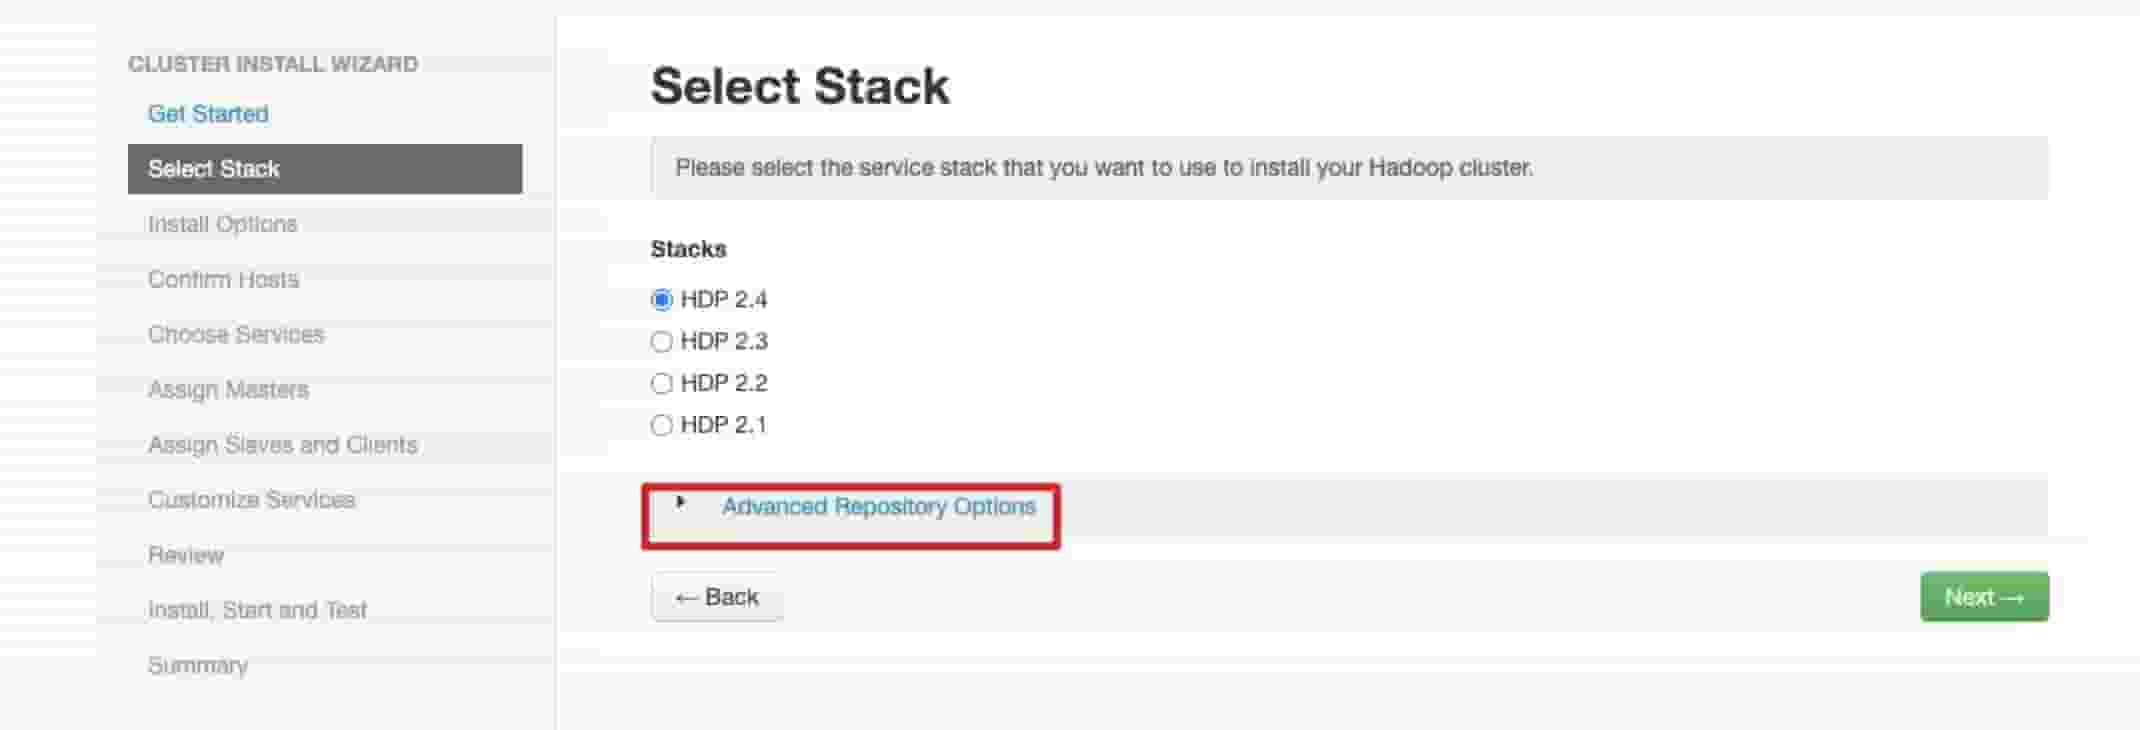 CLUSTER INSTALL WIZARD
Get Started
Select Stack
Install Options
Confirm Hosts
Choose Services
Assign Masters
Assign Slaves and Clients
Customize Services
Review
Install, Start and Test
Summary
Select Stack
Please select the service stack that you want to use to install your Hadoop cluster.
Stacks
HDP 2.4
HDP 2.3
HDP 2.2
HDP 2.1
Advanced Repository Options
← Back
Next →